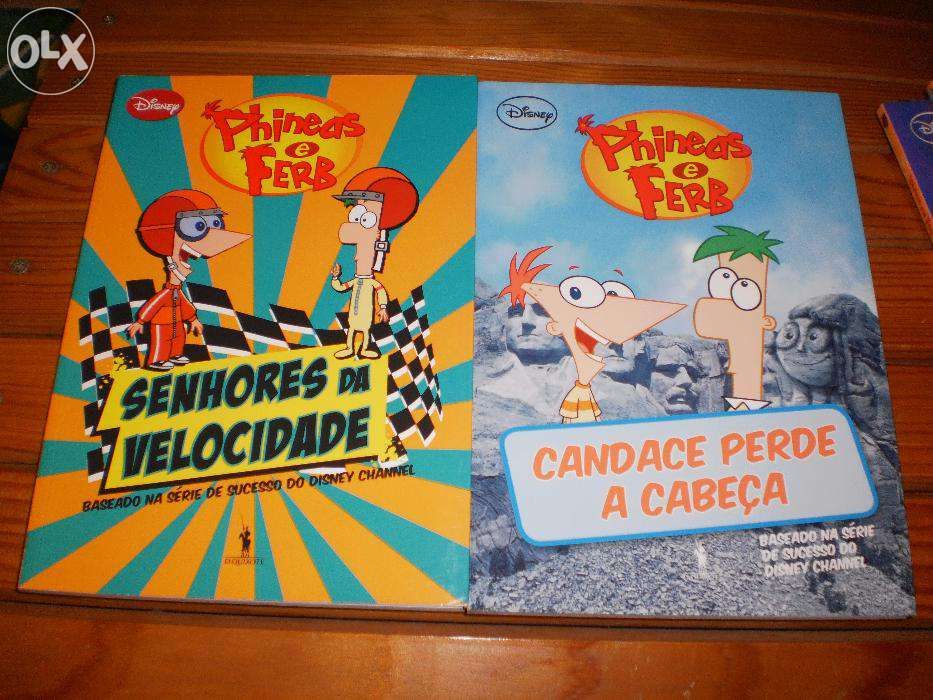 OLX
Disney
Phineas
e
FERB
SENHORES DA
VELOCIDADE
BASEADO NA SÉRIE DE SUCESSO DO DISNEY CHANNEL
D.QUIXOTE
Disney
Phineas
e
FERB
CANDACE PERDE
A CABEÇA
BASEADO NA SÉRIE
DE SUCESSO DO
DISNEY CHANNEL